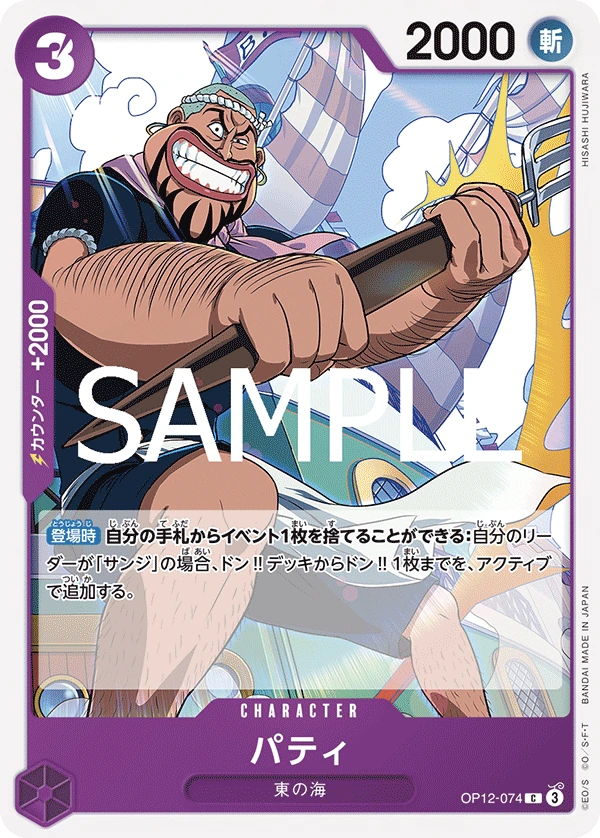 3
2000
斬
HISASHI HUJIWARA
カウンター +2000
SAMPLE
登場時 自分の手札からイベント1枚を捨てることができる:自分のリー
ダーが「サンジ」の場合、ドン!!デッキからドン!!1枚までを、アクティブ
で追加する。
CHARACTER
パティ
東の海
OP12-074 C 3
©E.O/S ©O/S・F・T BANDAI MADE IN JAPAN